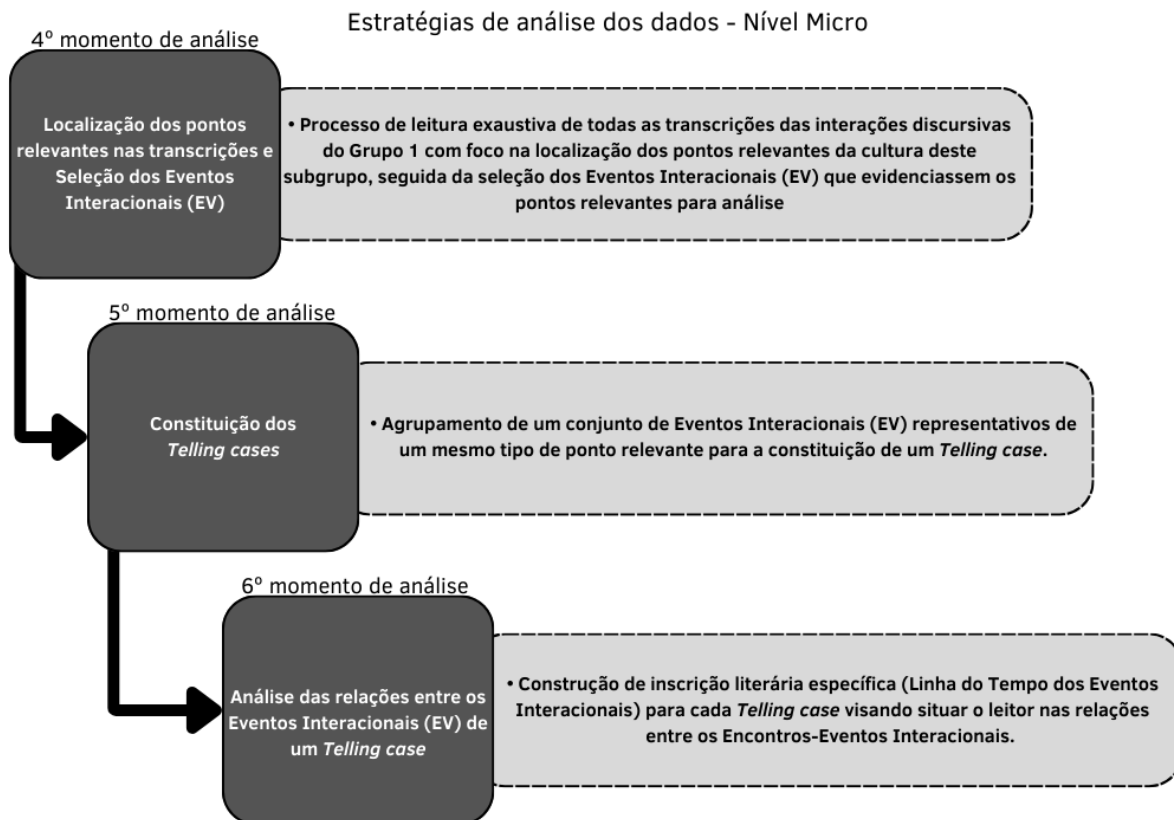 Estratégias de análise dos dados - Nível Micro
4º momento de análise
Localização dos pontos
relevantes nas transcrições e
Seleção dos Eventos
Interacionais (EV)
• Processo de leitura exaustiva de todas as transcrições das interações discursivas
do Grupo 1 com foco na localização dos pontos relevantes da cultura deste
subgrupo, seguida da seleção dos Eventos Interacionais (EV) que evidenciassem os
pontos relevantes para análise
5º momento de análise
Constituição dos
Telling cases
• Agrupamento de um conjunto de Eventos Interacionais (EV) representativos de
um mesmo tipo de ponto relevante para a constituição de um Telling case.
6º momento de análise
Análise das relações entre os
Eventos Interacionais (EV) de
um Telling case
• Construção de inscrição literária específica (Linha do Tempo dos Eventos
Interacionais) para cada Telling case visando situar o leitor nas relações
entre os Encontros-Eventos Interacionais.